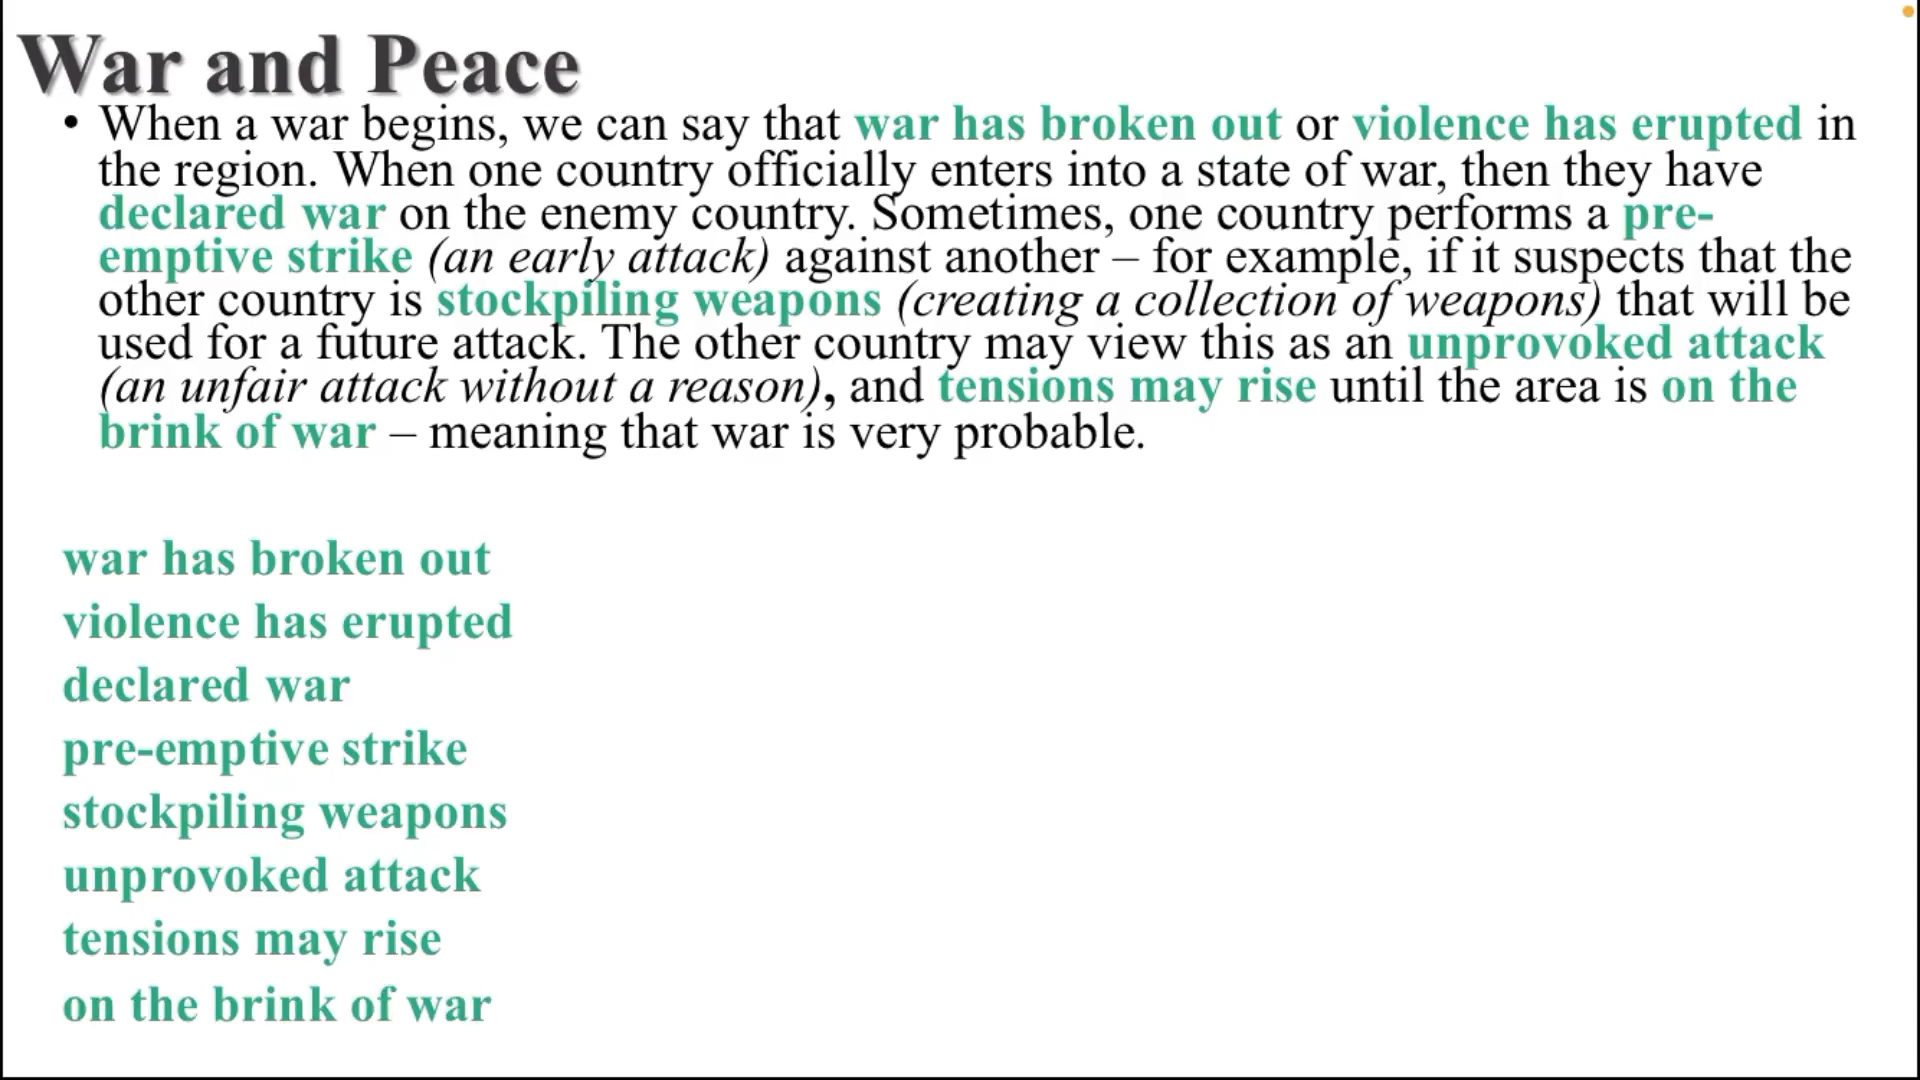 War and Peace
• When a war begins, we can say that war has broken out or violence has erupted in
the region. When one country officially enters into a state of war, then they have
declared war on the enemy country. Sometimes, one country performs a pre-
emptive strike (an early attack) against another – for example, if it suspects that the
other country is stockpiling weapons (creating a collection of weapons) that will be
used for a future attack. The other country may view this as an unprovoked attack
(an unfair attack without a reason), and tensions may rise until the area is on the
brink of war – meaning that war is very probable.
war has broken out
violence has erupted
declared war
pre-emptive strike
stockpiling weapons
unprovoked attack
tensions may rise
on the brink of war